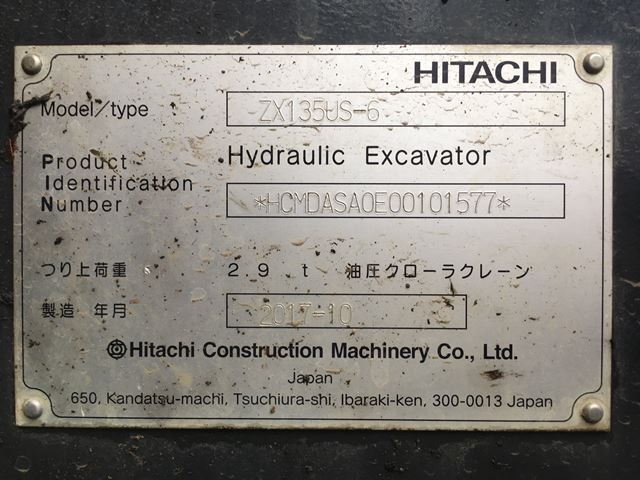 HITACHI
Model/type ZX135US-6
Hydraulic Excavator
Product
Identification
Number *HCMDASA0E00101577*
つり上荷重 2.9 t 油圧クローラクレーン
製造 年月 2017-10
Hitachi Construction Machinery Co., Ltd.
Japan
650, Kandatsu-machi, Tsuchiura-shi, Ibaraki-ken, 300-0013 Japan